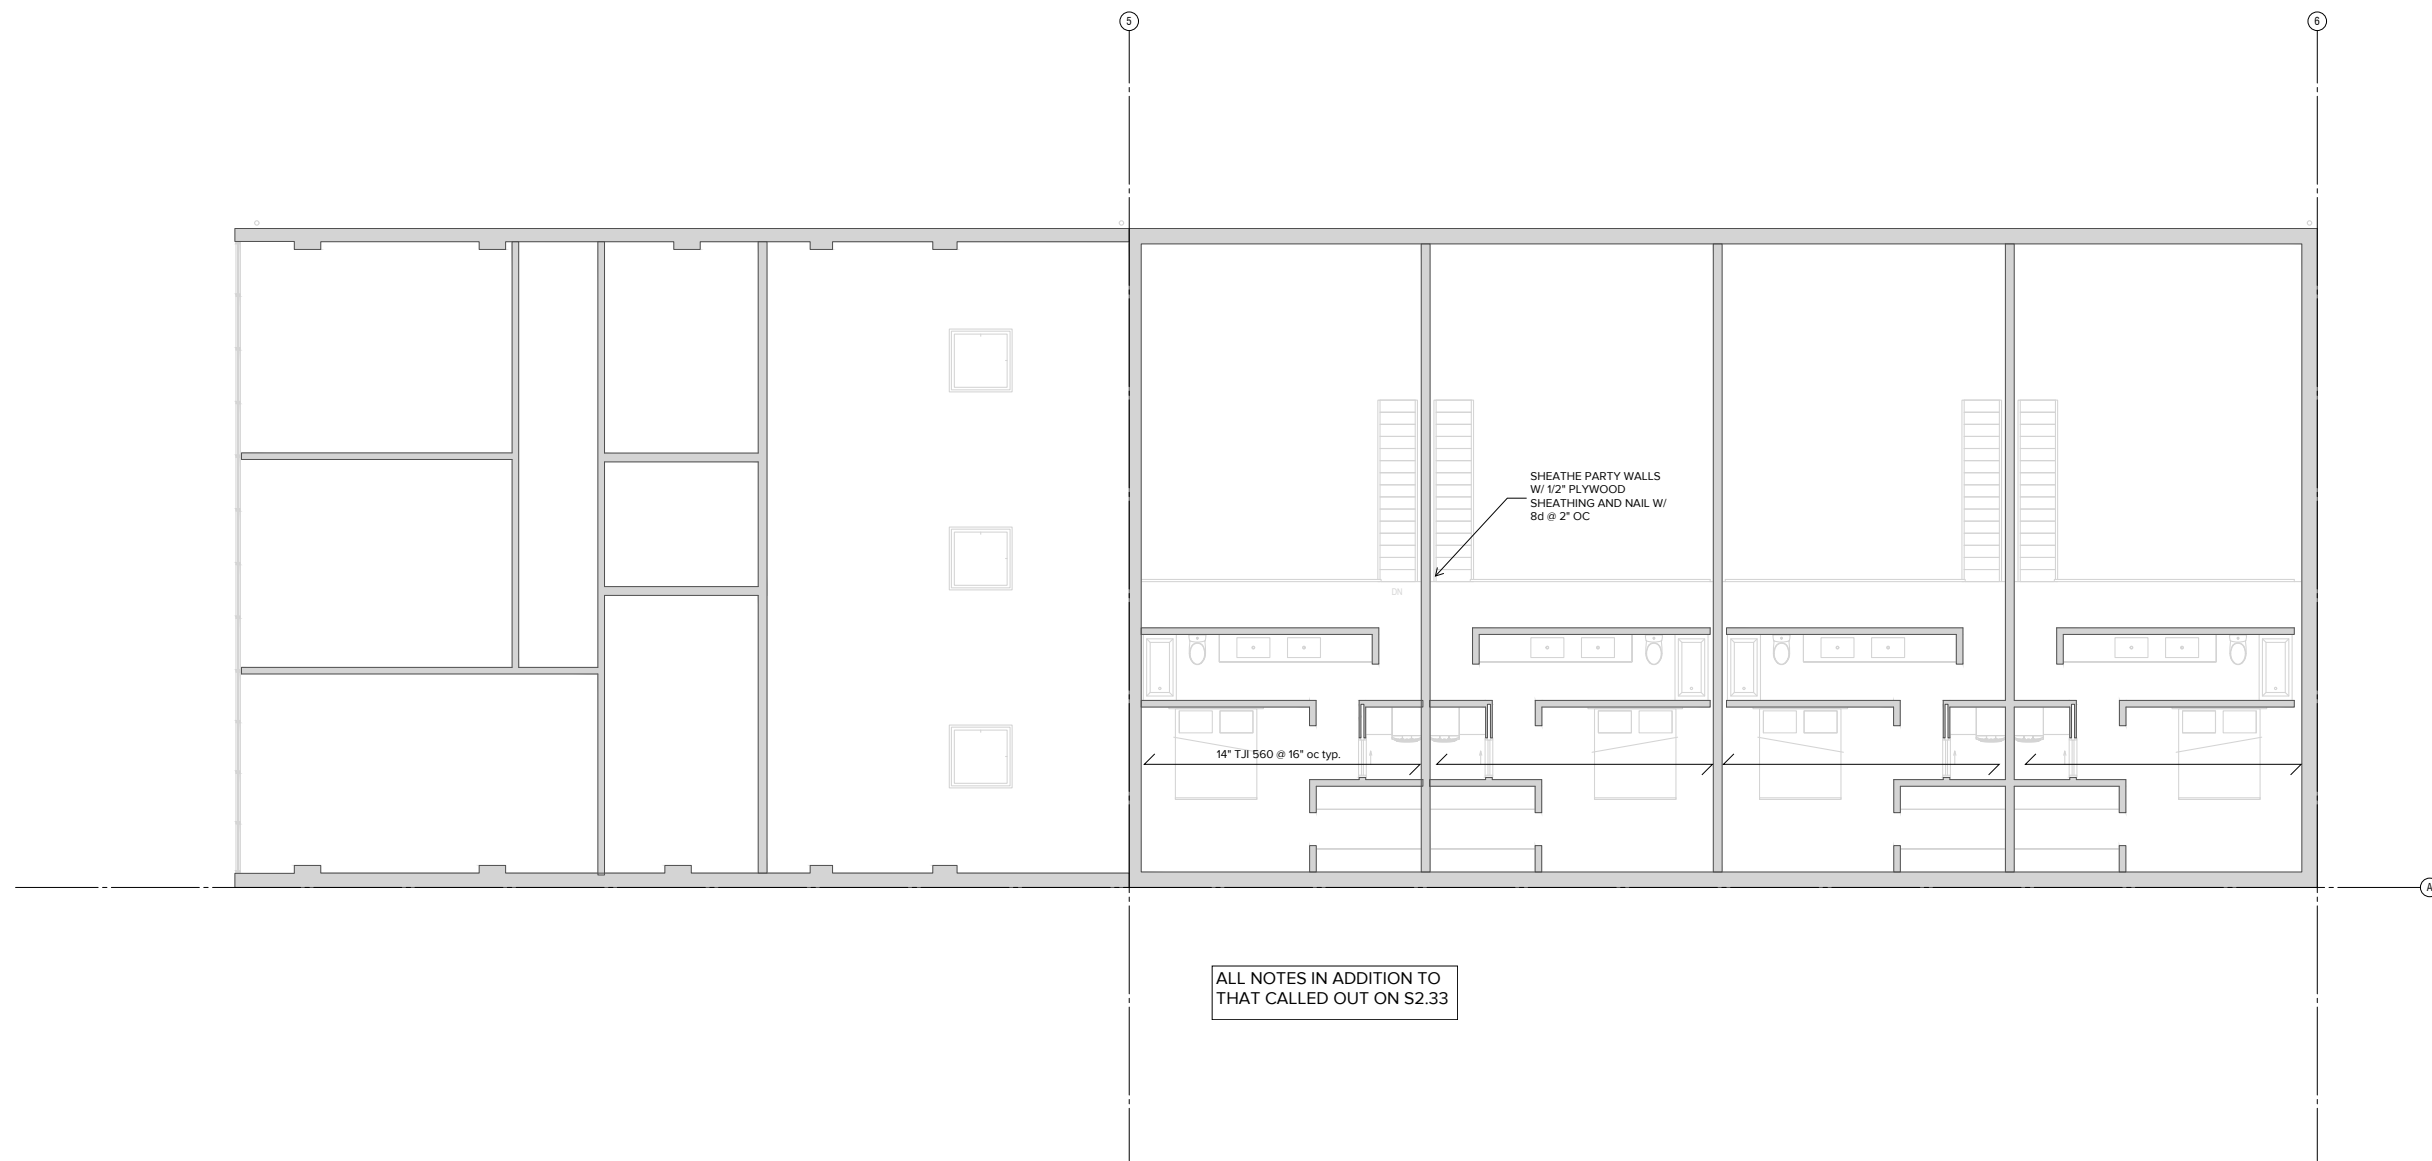 5
6
SHEATHE PARTY WALLS
W/ 1/2" PLYWOOD
SHEATHING AND NAIL W/
8d @ 2" OC
DN
14" TJI 560 @ 16" oc typ.
A
ALL NOTES IN ADDITION TO
THAT CALLED OUT ON S2.33